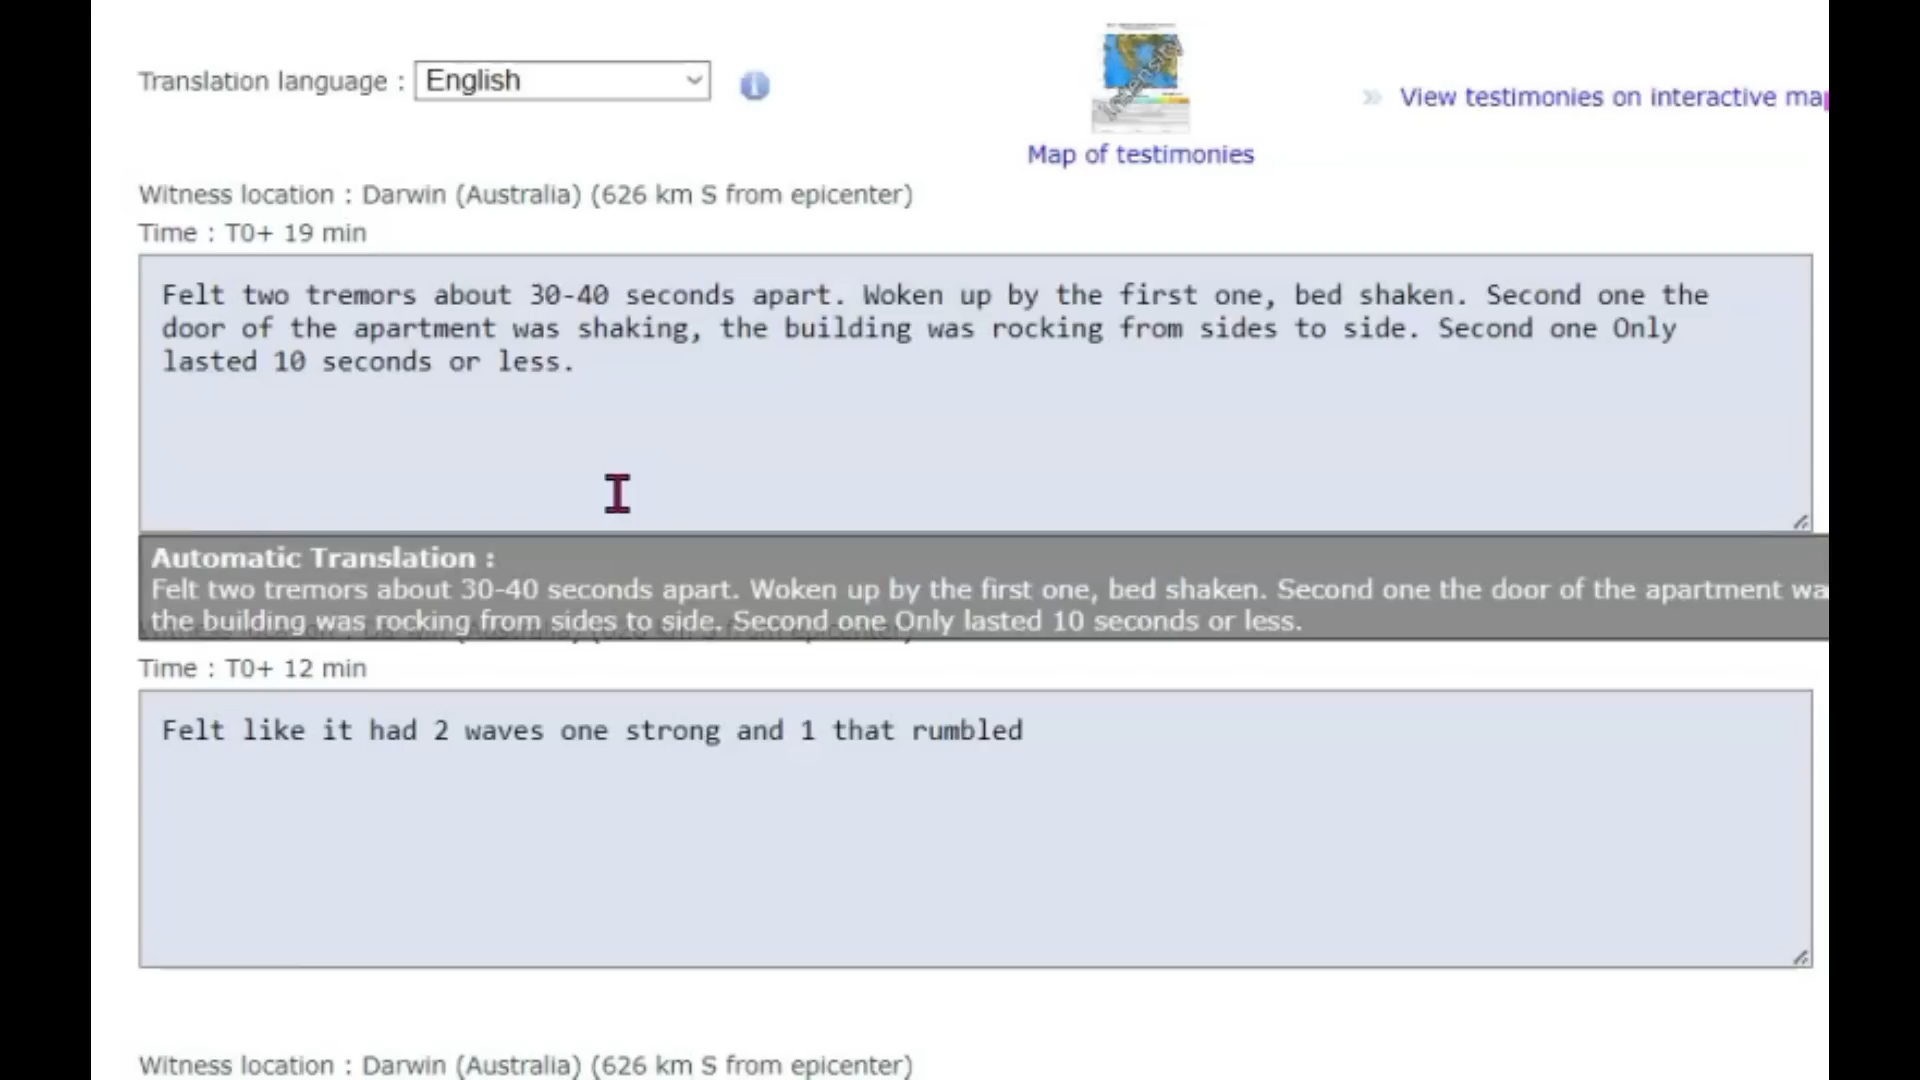 Translation language : English
Intensity
View testimonies on interactive map
Map of testimonies
Witness location : Darwin (Australia) (626 km S from epicenter)
Time : T0+ 19 min
Felt two tremors about 30-40 seconds apart. Woken up by the first one, bed shaken. Second one the
door of the apartment was shaking, the building was rocking from sides to side. Second one Only
lasted 10 seconds or less.
Automatic Translation :
Felt two tremors about 30-40 seconds apart. Woken up by the first one, bed shaken. Second one the door of the apartment wa
the building was rocking from sides to side. Second one Only lasted 10 seconds or less.
Time : T0+ 12 min
Felt like it had 2 waves one strong and 1 that rumbled
Witness location : Darwin (Australia) (626 km S from epicenter)